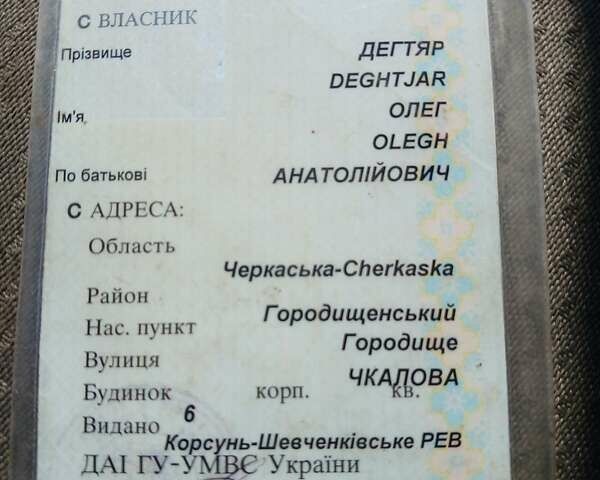 С ВЛАСНИК
Прізвище ДЕГТЯР
DEGHTJAR
Ім'я, ОЛЕГ
OLEGH
По батькові АНАТОЛІЙОВИЧ
С АДРЕСА:
Область
Черкаська-Cherkaska
Район
Городищенський
Нас. пункт
Городище
Вулиця
ЧКАЛОВА
Будинок корп. кв.
6
Видано
Корсунь-Шевченківське РЕВ
ДАІ ГУ-УМВС України